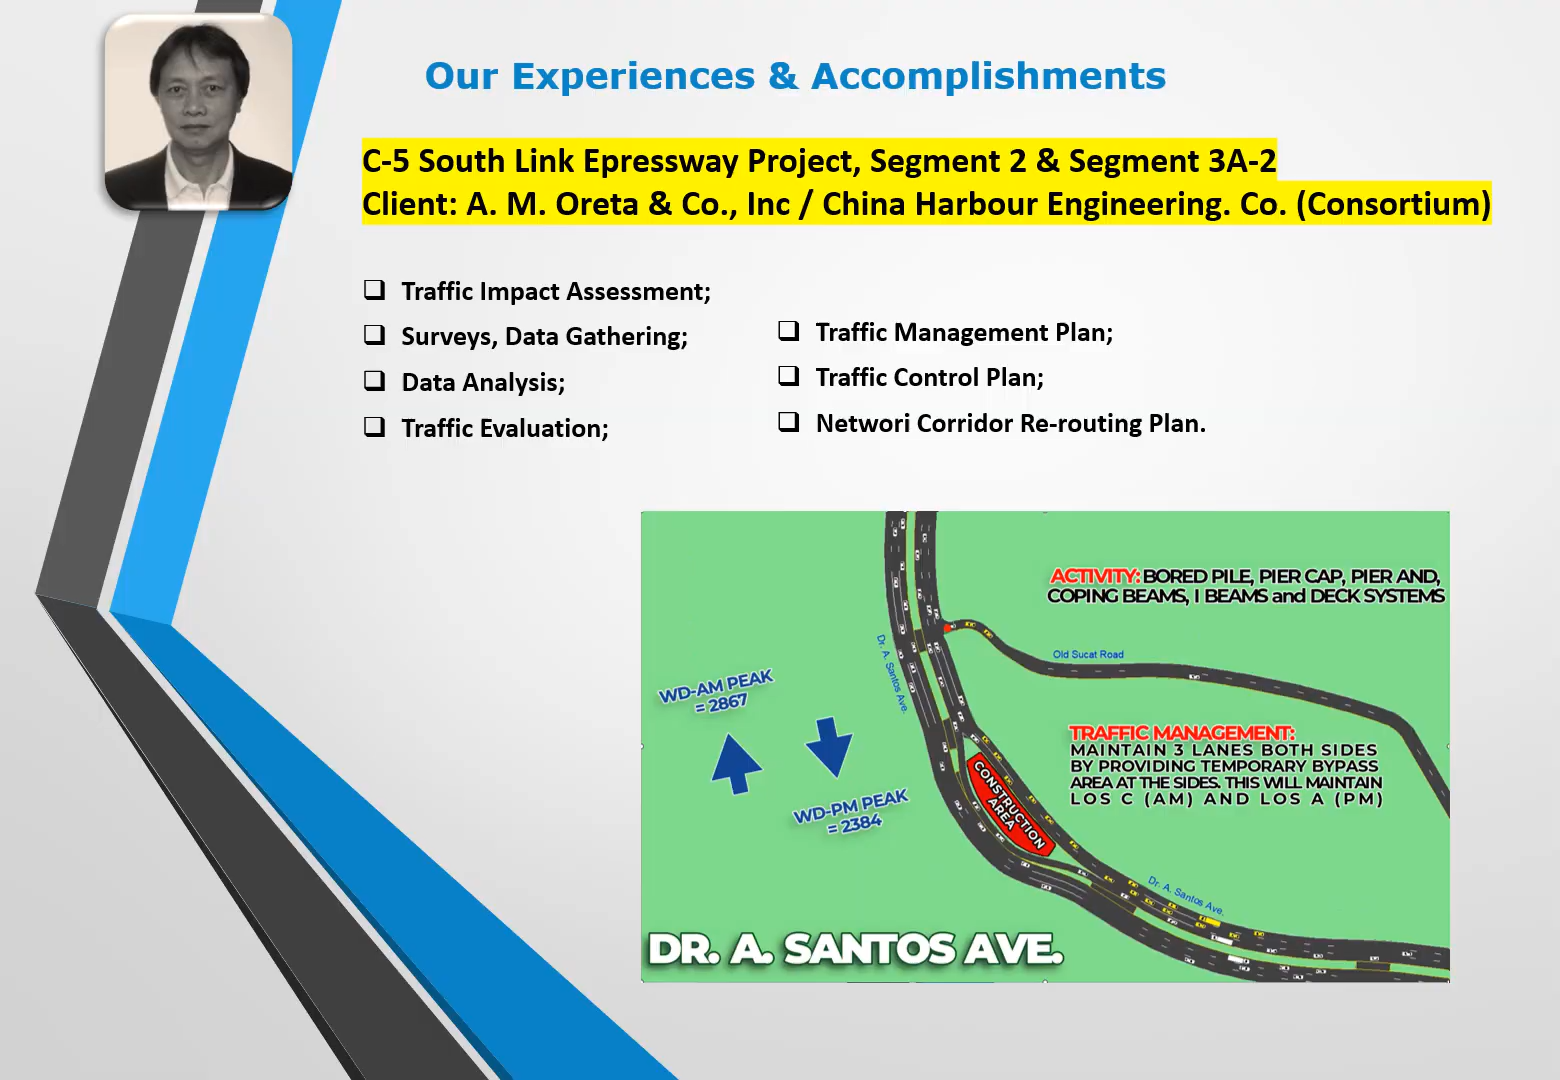 Our Experiences & Accomplishments
C-5 South Link Epressway Project, Segment 2 & Segment 3A-2
Client: A. M. Oreta & Co., Inc / China Harbour Engineering. Co. (Consortium)
Traffic Impact Assessment;
Surveys, Data Gathering;
Data Analysis;
Traffic Evaluation;
Traffic Management Plan;
Traffic Control Plan;
Networi Corridor Re-routing Plan.
ACTIVITY: BORED PILE, PIER CAP, PIER AND,
COPING BEAMS, I BEAMS and DECK SYSTEMS
Old Sucat Road
Dr. A. Santos Ave.
WD-AM PEAK
= 2867
WD-PM PEAK
= 2384
TRAFFIC MANAGEMENT:
MAINTAIN 3 LANES BOTH SIDES
BY PROVIDING TEMPORARY BYPASS
AREA AT THE SIDES. THIS WILL MAINTAIN
LOS C (AM) AND LOS A (PM)
CONSTRUCTION
AREA
Dr. A. Santos Ave.
DR. A. SANTOS AVE.